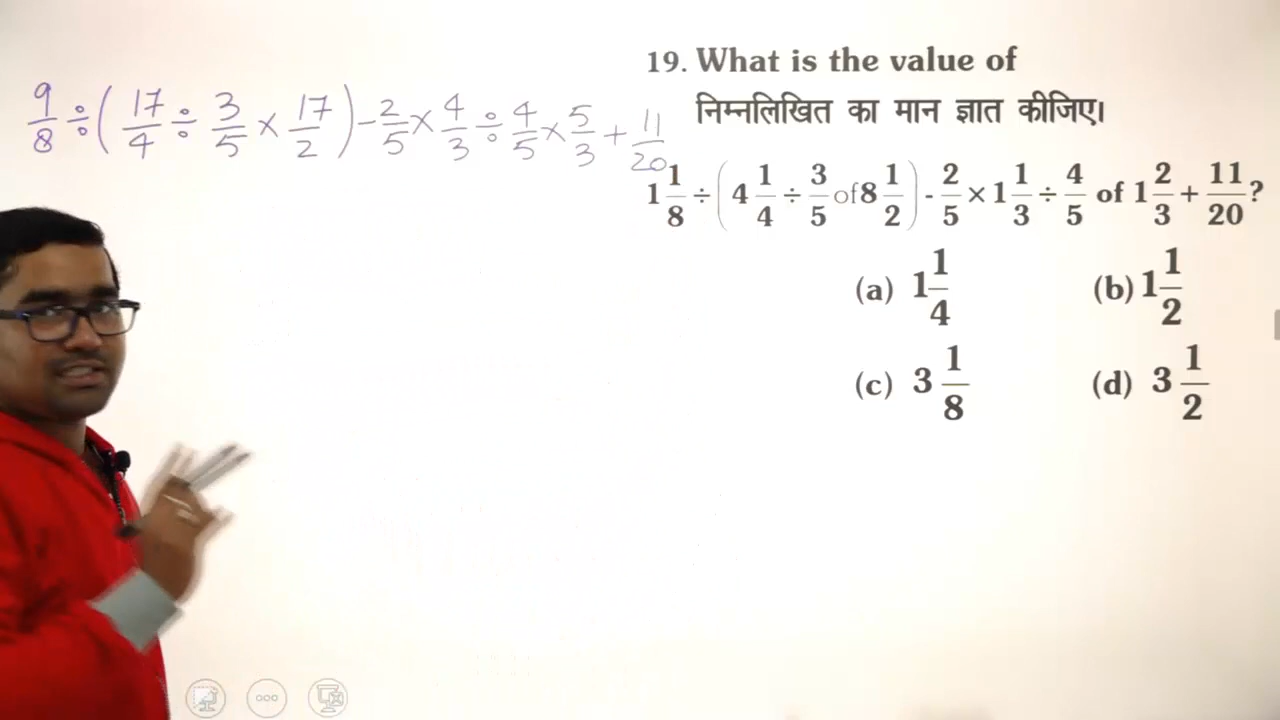 9/8 ÷ ( 17/4 ÷ 3/5 × 17/2 ) - 2/5 × 4/3 ÷ 4/5 × 5/3 + 11/20
19. What is the value of
निम्नलिखित का मान ज्ञात कीजिए।
1 1/8 ÷ ( 4 1/4 ÷ 3/5 of 8 1/2 ) - 2/5 × 1 1/3 ÷ 4/5 of 1 2/3 + 11/20 ?
(a) 1 1/4 (b) 1 1/2
(c) 3 1/8 (d) 3 1/2